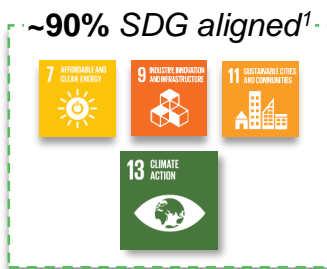 ~90% SDG aligned¹
7 AFFORDABLE AND CLEAN ENERGY
9 INDUSTRY, INNOVATION AND INFRASTRUCTURE
11 SUSTAINABLE CITIES AND COMMUNITIES
13 CLIMATE ACTION